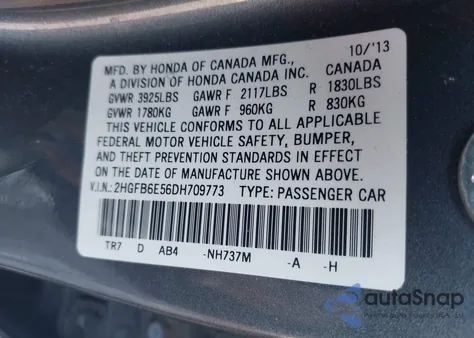 MFD. BY HONDA OF CANADA MFG., 10/'13
A DIVISION OF HONDA CANADA INC. CANADA
GVWR 3925LBS GAWR F 2117LBS R 1830LBS
GVWR 1780KG GAWR F 960KG R 830KG
THIS VEHICLE CONFORMS TO ALL APPLICABLE
FEDERAL MOTOR VEHICLE SAFETY, BUMPER,
AND THEFT PREVENTION STANDARDS IN EFFECT
ON THE DATE OF MANUFACTURE SHOWN ABOVE.
V.I.N.: 2HGFB6E56DH709773 TYPE: PASSENGER CAR
TR7 D AB4 -NH737M -A -H
autoSnap